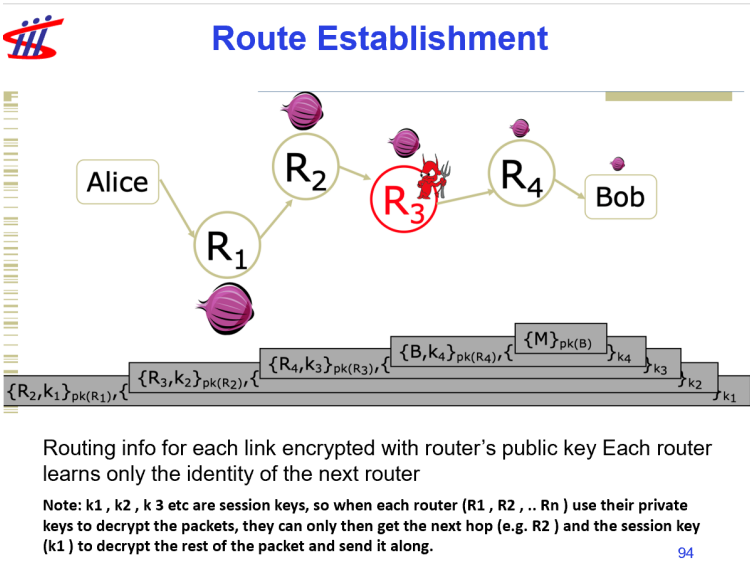 Route Establishment
Alice
R1
R2
R3
R4
Bob
{M}pk(B)
{B,k4}pk(R4),{ }k4
{R4,k3}pk(R3),{ }k3
{R3,k2}pk(R2),{ }k2
{R2,k1}pk(R1),{ }k1
Routing info for each link encrypted with router's public key Each router
learns only the identity of the next router
Note: k1 , k2 , k 3 etc are session keys, so when each router (R1 , R2 , .. Rn ) use their private
keys to decrypt the packets, they can only then get the next hop (e.g. R2 ) and the session key
(k1 ) to decrypt the rest of the packet and send it along.
94